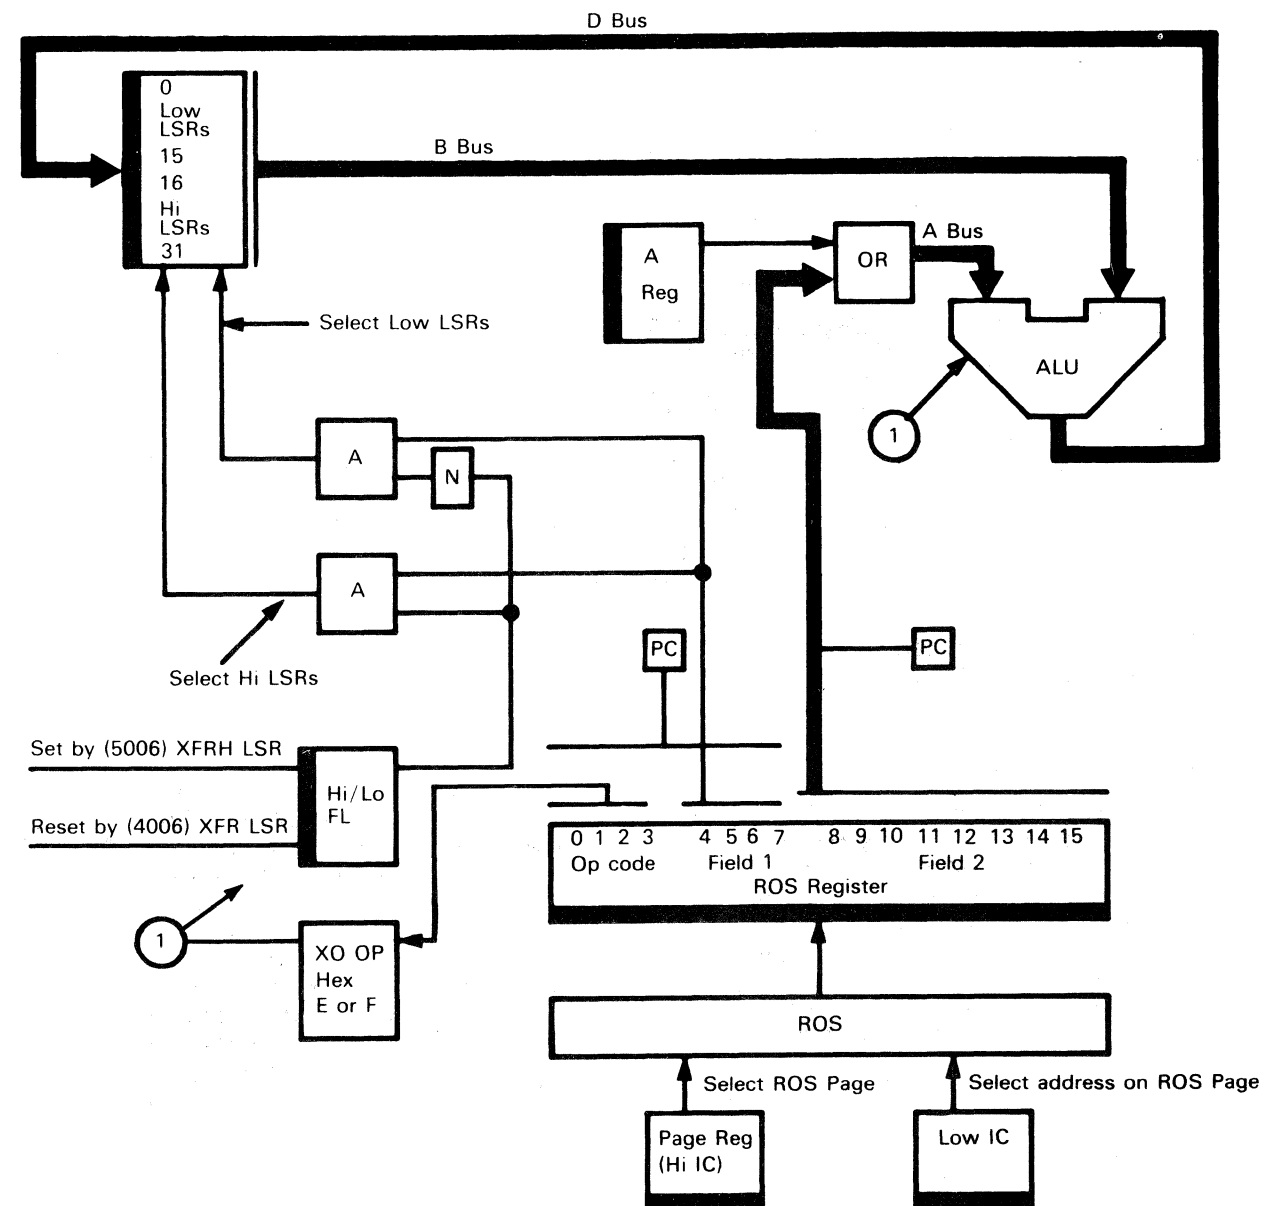 D Bus
0
Low
LSRs
15
16
Hi
LSRs
31
B Bus
A
Reg
OR
A Bus
Select Low LSRs
ALU
1
A
N
A
Select Hi LSRs
PC
PC
Set by (5006) XFRH LSR
Hi/Lo
FL
Reset by (4006) XFR LSR
0 1 2 3 4 5 6 7 8 9 10 11 12 13 14 15
Op code Field 1 Field 2
ROS Register
1
XO OP
Hex
E or F
ROS
Select ROS Page
Select address on ROS Page
Page Reg
(Hi IC)
Low IC